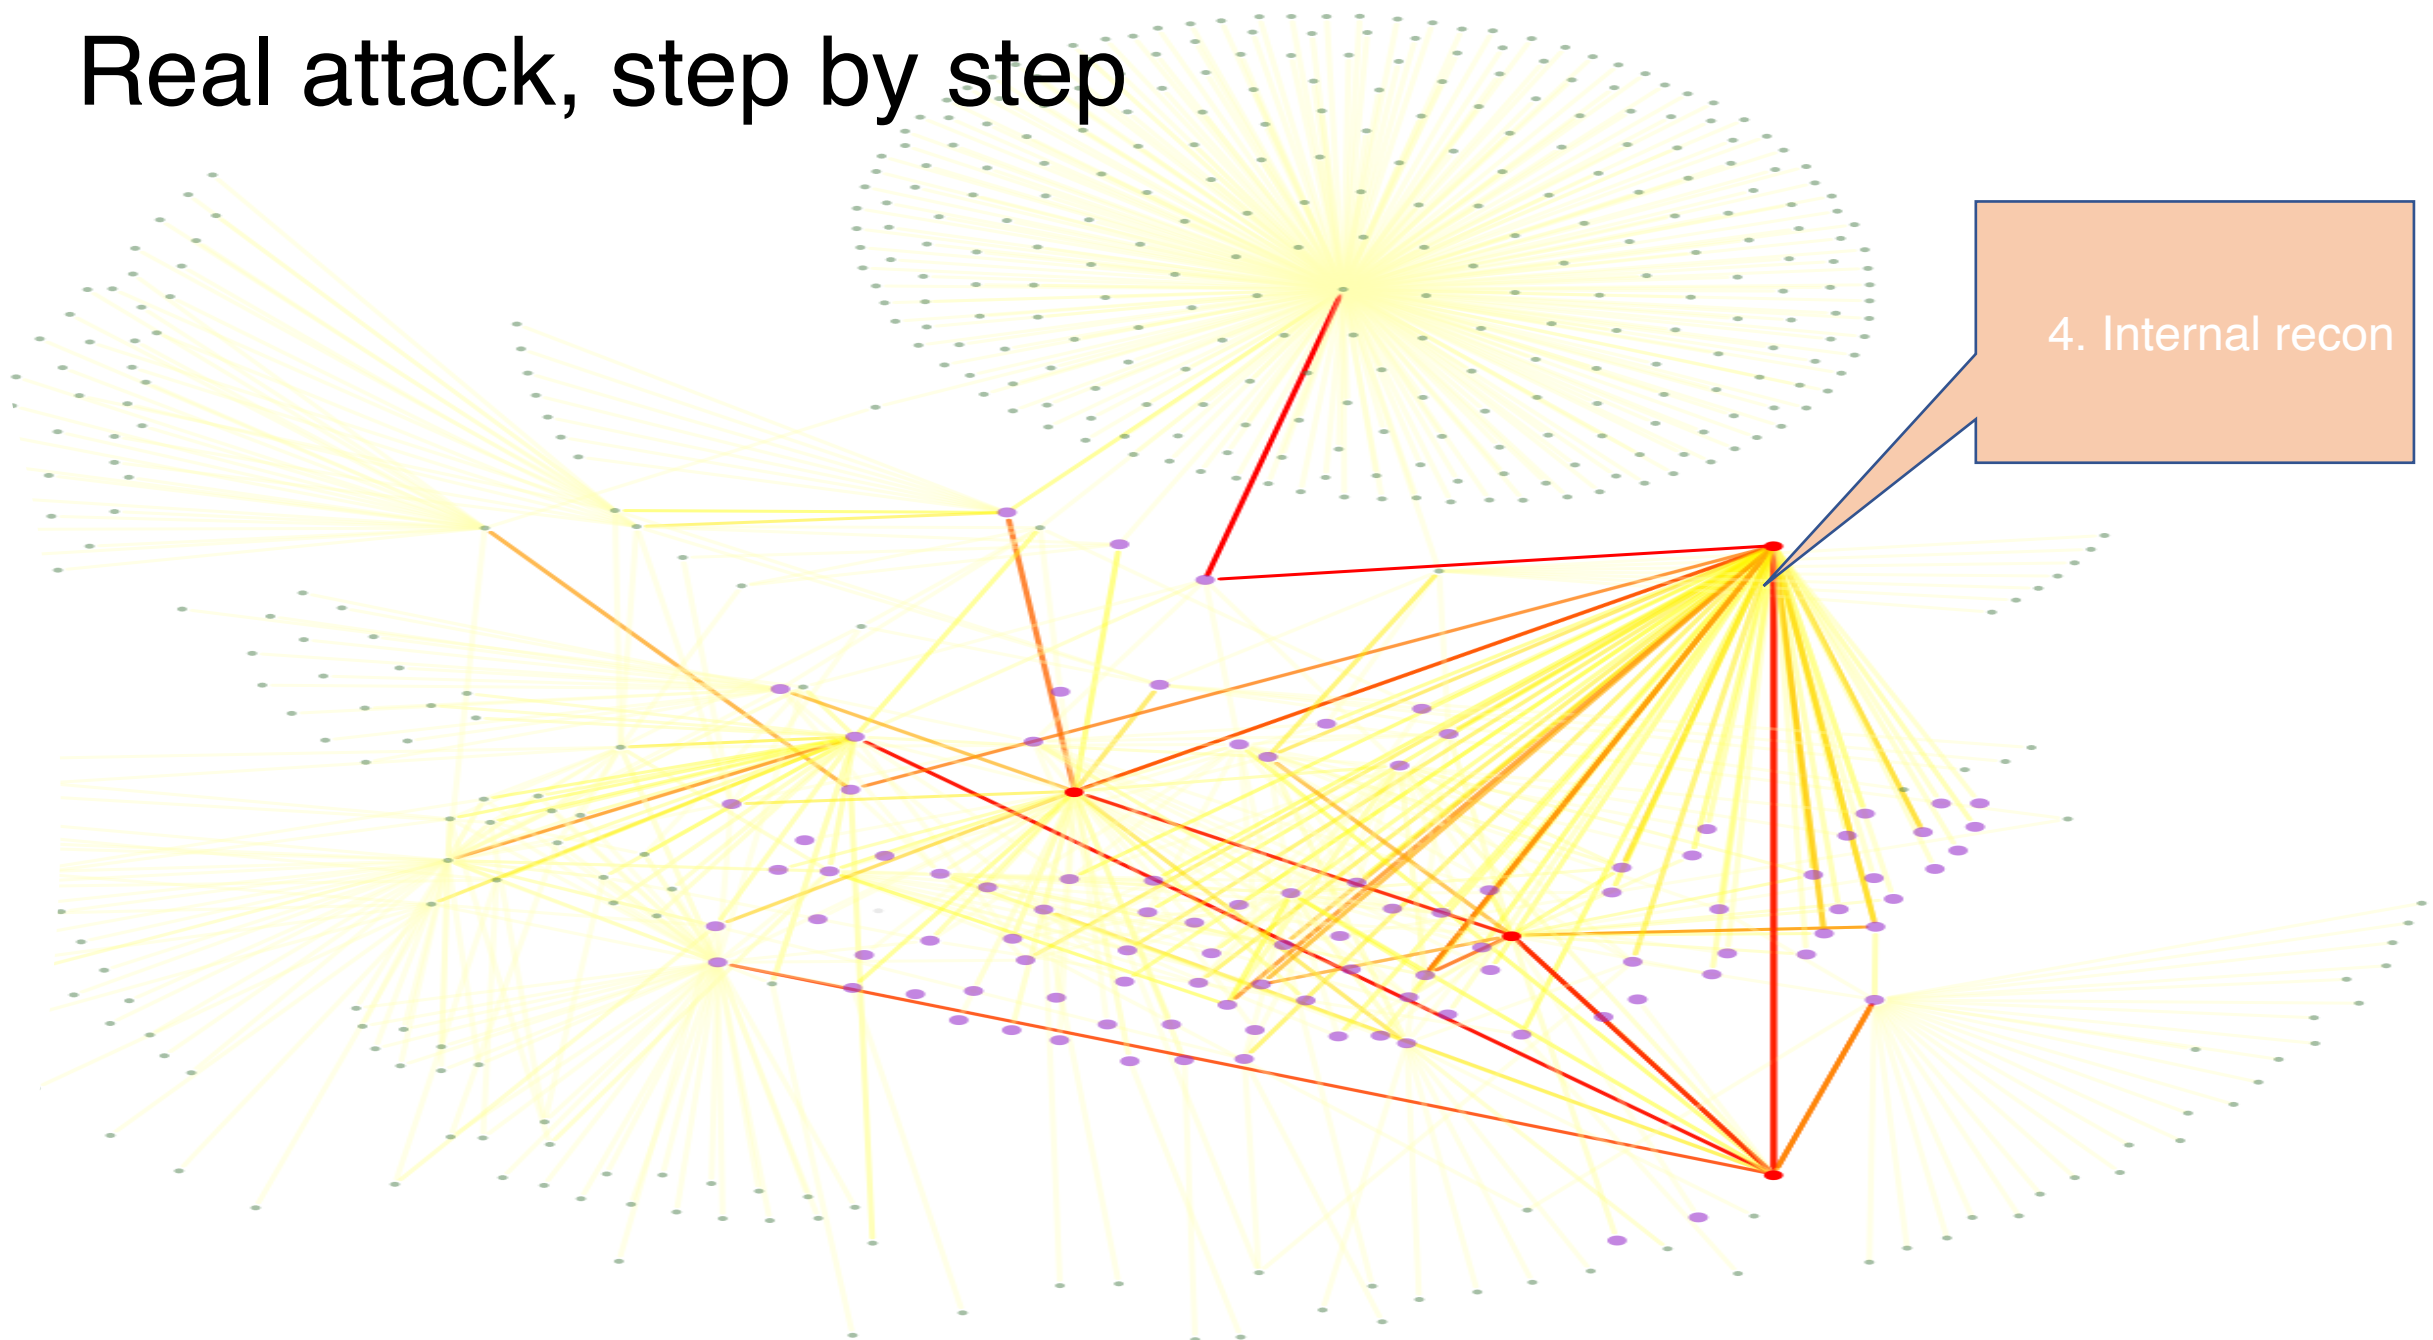 Real attack, step by step
4. Internal recon